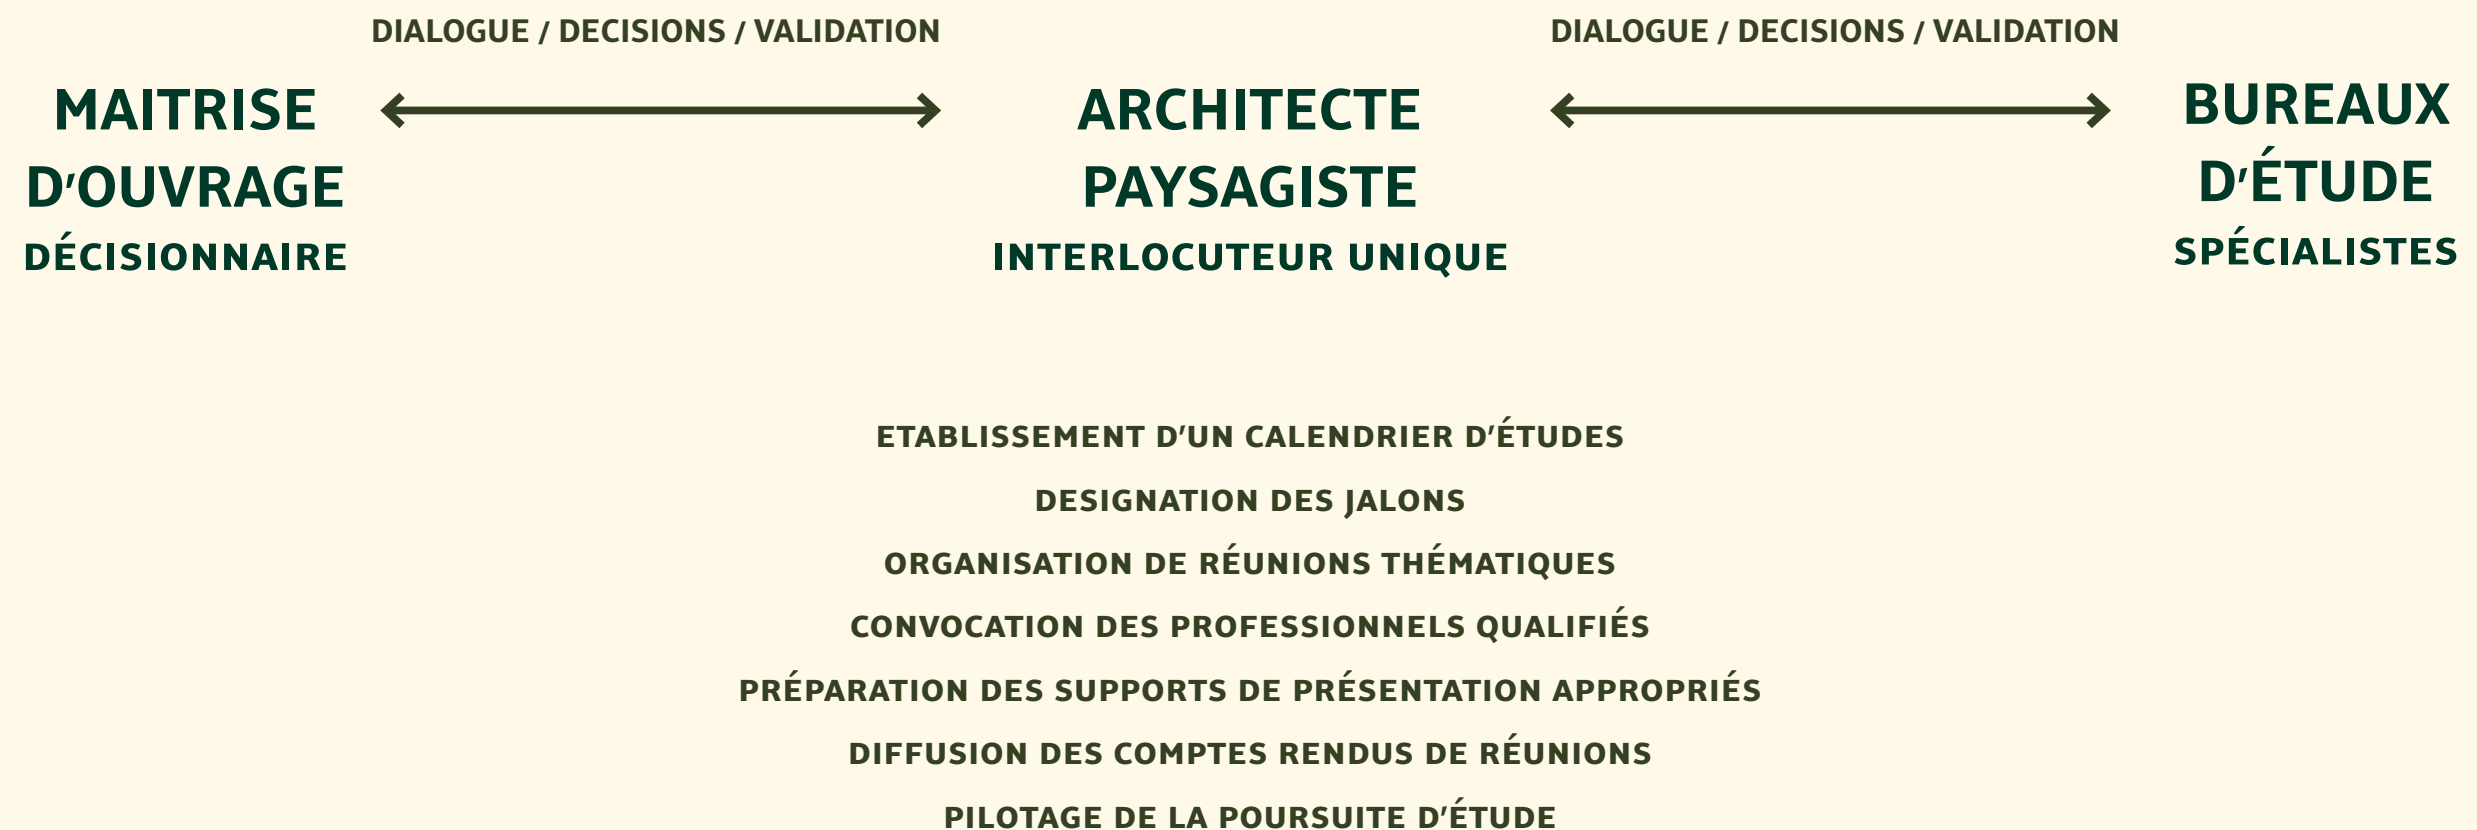 DIALOGUE / DECISIONS / VALIDATION
DIALOGUE / DECISIONS / VALIDATION
MAITRISE
D'OUVRAGE
DÉCISIONNAIRE
ARCHITECTE
PAYSAGISTE
INTERLOCUTEUR UNIQUE
BUREAUX
D'ÉTUDE
SPÉCIALISTES
ETABLISSEMENT D'UN CALENDRIER D'ÉTUDES
DESIGNATION DES JALONS
ORGANISATION DE RÉUNIONS THÉMATIQUES
CONVOCATION DES PROFESSIONNELS QUALIFIÉS
PRÉPARATION DES SUPPORTS DE PRÉSENTATION APPROPRIÉS
DIFFUSION DES COMPTES RENDUS DE RÉUNIONS
PILOTAGE DE LA POURSUITE D'ÉTUDE